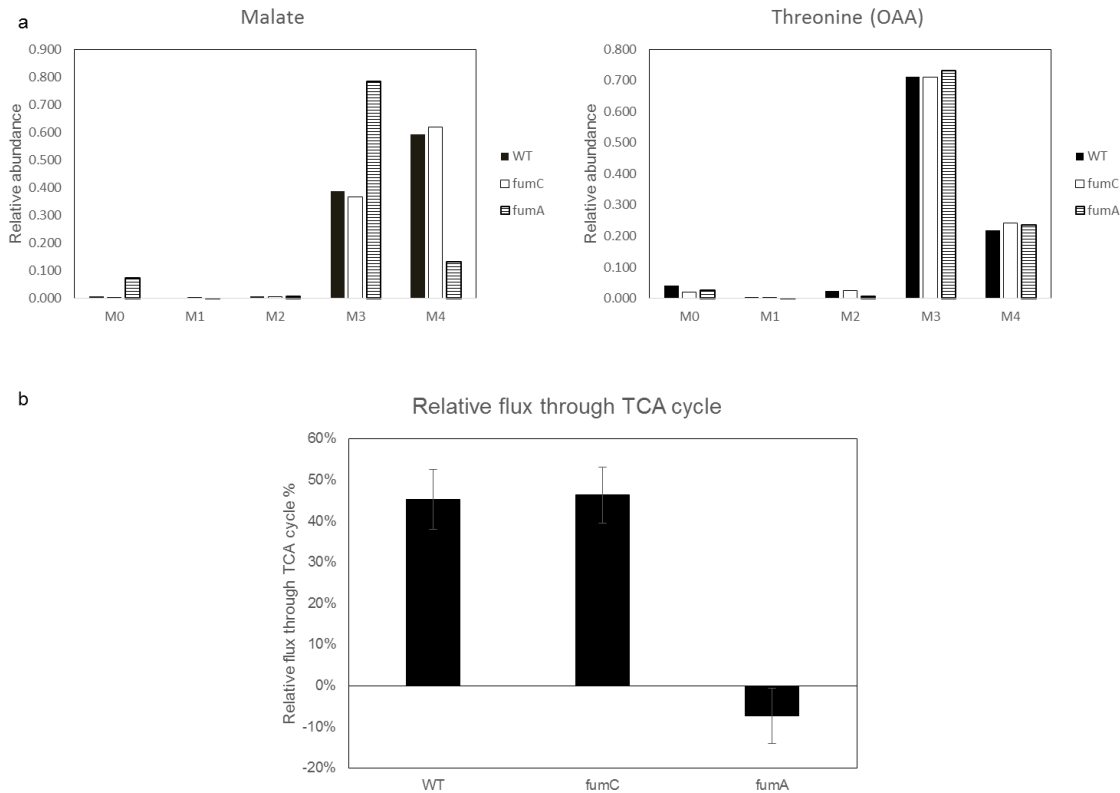 a
Malate
Relative abundance
0.900
0.800
0.700
0.600
0.500
0.400
0.300
0.200
0.100
0.000
M0 M1 M2 M3 M4
WT
fumC
fumA
Threonine (OAA)
Relative abundance
0.800
0.700
0.600
0.500
0.400
0.300
0.200
0.100
0.000
M0 M1 M2 M3 M4
WT
fumC
fumA
b
Relative flux through TCA cycle
Relative flux through TCA cycle %
60%
50%
40%
30%
20%
10%
0%
-10%
-20%
WT fumC fumA